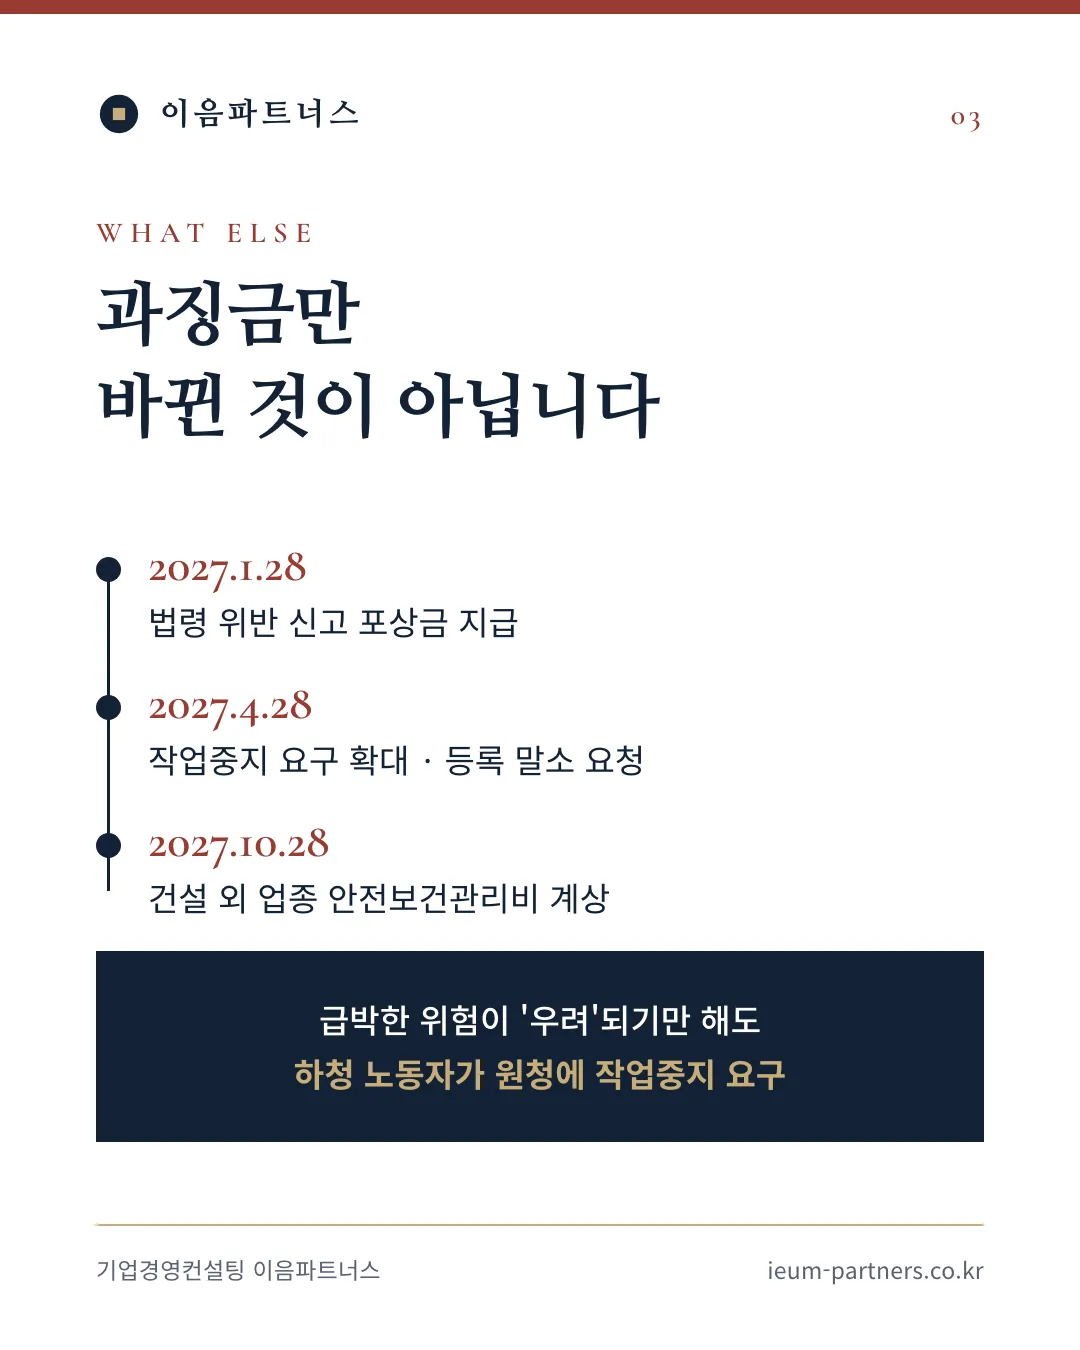 이음파트너스
03
WHAT ELSE
과징금만
바뀐 것이 아닙니다
2027.1.28
법령 위반 신고 포상금 지급
2027.4.28
작업중지 요구 확대 · 등록 말소 요청
2027.10.28
건설 외 업종 안전보건관리비 계상
급박한 위험이 '우려'되기만 해도
하청 노동자가 원청에 작업중지 요구
기업경영컨설팅 이음파트너스
ieum-partners.co.kr